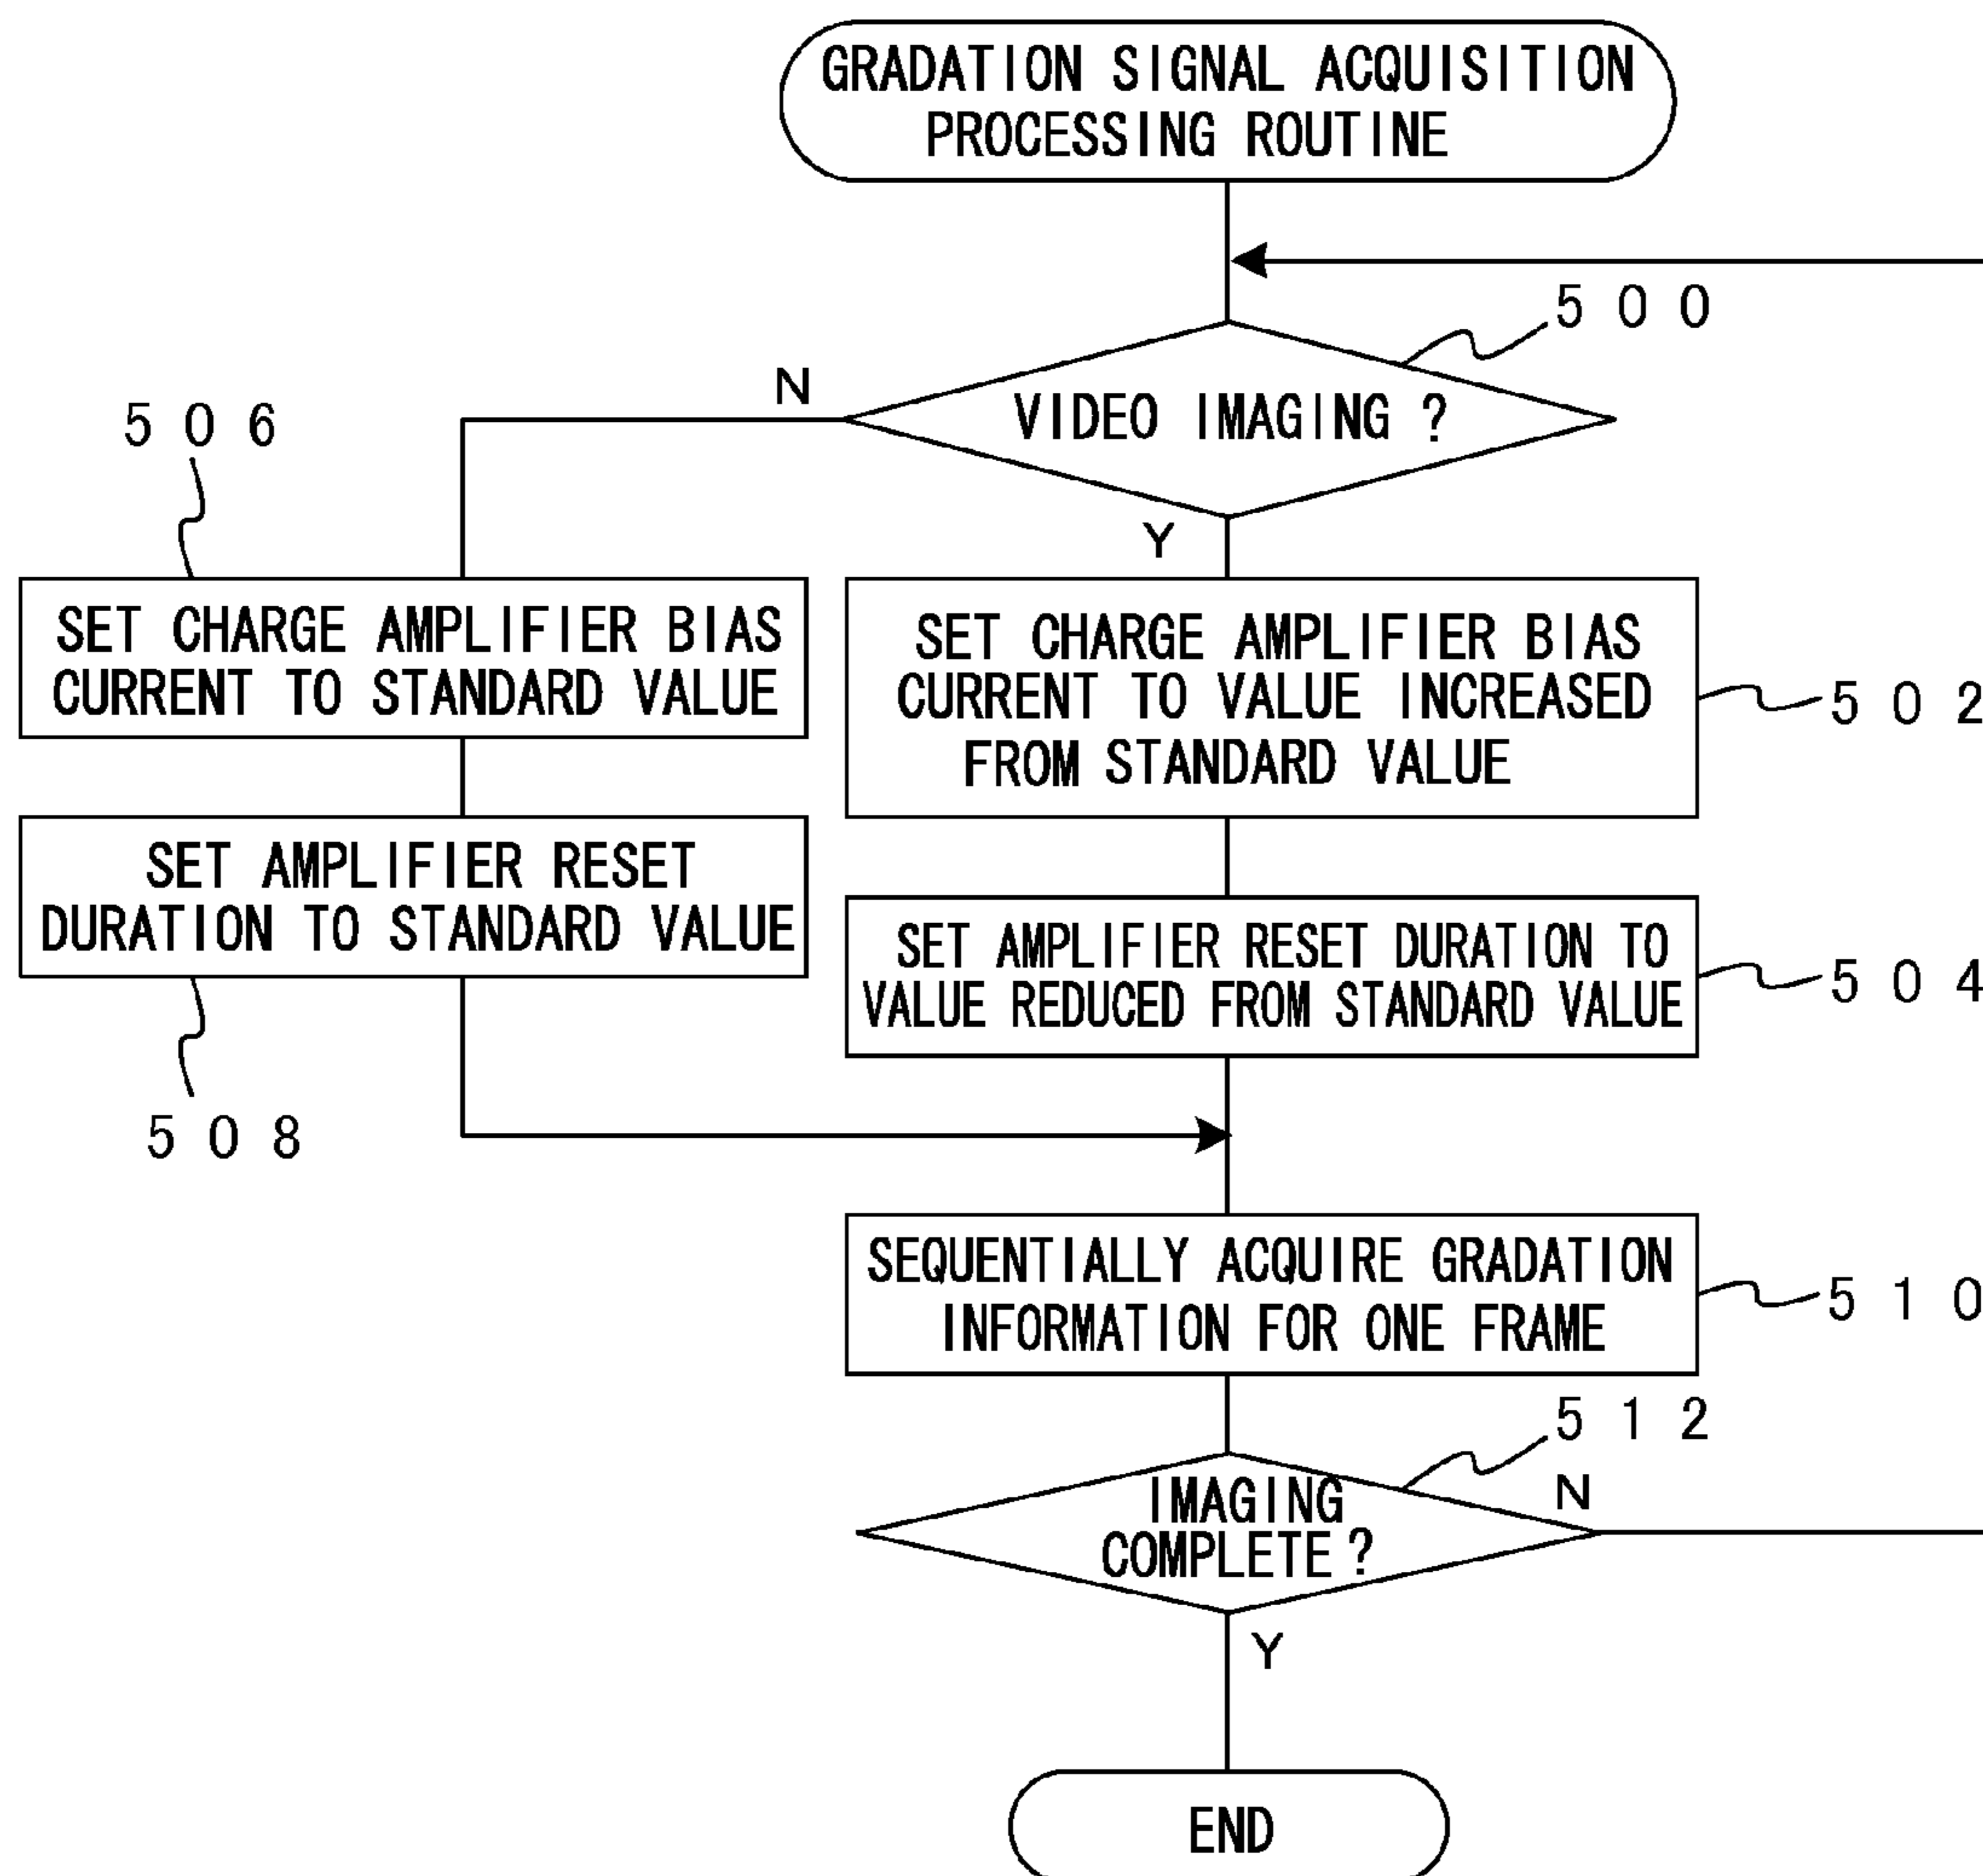 GRADATION SIGNAL ACQUISITION
PROCESSING ROUTINE
500
VIDEO IMAGING ?
N
Y
506
SET CHARGE AMPLIFIER BIAS
CURRENT TO STANDARD VALUE
SET CHARGE AMPLIFIER BIAS
CURRENT TO VALUE INCREASED
FROM STANDARD VALUE
502
SET AMPLIFIER RESET
DURATION TO STANDARD VALUE
508
SET AMPLIFIER RESET DURATION TO
VALUE REDUCED FROM STANDARD VALUE
504
SEQUENTIALLY ACQUIRE GRADATION
INFORMATION FOR ONE FRAME
510
512
IMAGING
COMPLETE ?
N
Y
END